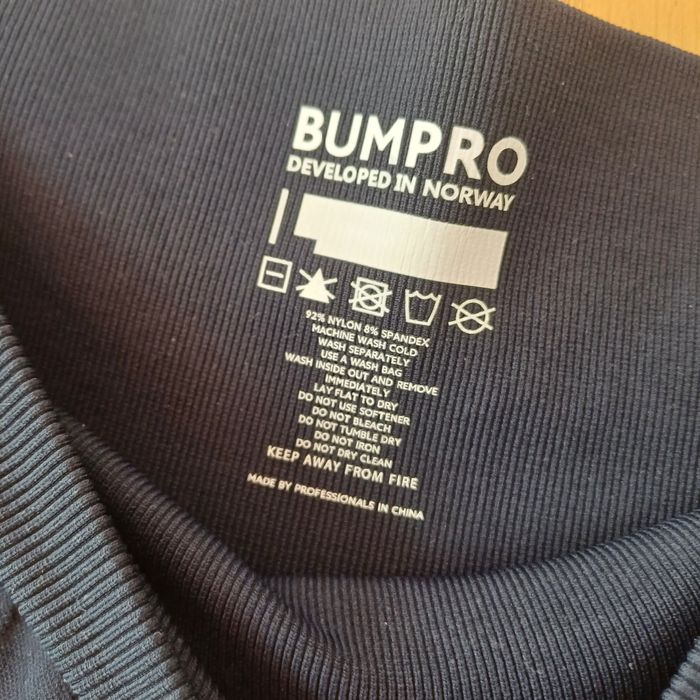 BUMPRO
DEVELOPED IN NORWAY
92% NYLON 8% SPANDEX
MACHINE WASH COLD
WASH SEPARATELY
USE A WASH BAG
WASH INSIDE OUT AND REMOVE
IMMEDIATELY
LAY FLAT TO DRY
DO NOT USE SOFTENER
DO NOT BLEACH
DO NOT TUMBLE DRY
DO NOT IRON
DO NOT DRY CLEAN
KEEP AWAY FROM FIRE
MADE BY PROFESSIONALS IN CHINA